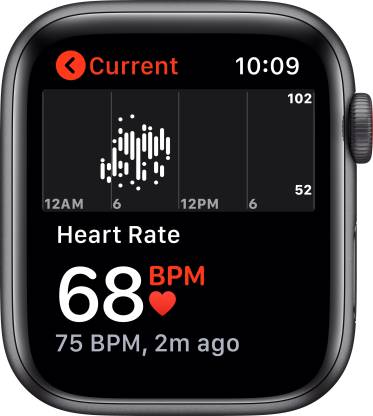 Current 10:09
102
52
12AM 6 12PM 6
Heart Rate
68 BPM
75 BPM, 2m ago